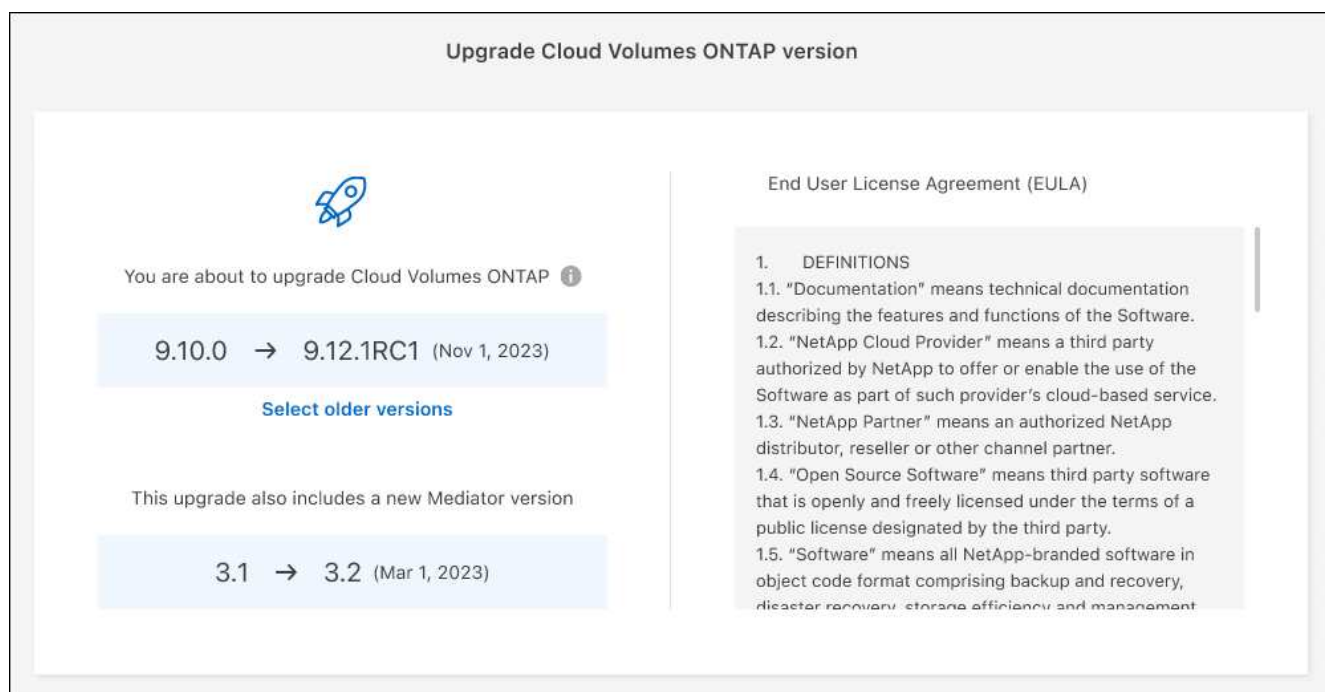 Upgrade Cloud Volumes ONTAP version
You are about to upgrade Cloud Volumes ONTAP
9.10.0 → 9.12.1RC1 (Nov 1, 2023)
Select older versions
This upgrade also includes a new Mediator version
3.1 → 3.2 (Mar 1, 2023)
End User License Agreement (EULA)
1. DEFINITIONS
1.1. “Documentation” means technical documentation
describing the features and functions of the Software.
1.2. “NetApp Cloud Provider” means a third party
authorized by NetApp to offer or enable the use of the
Software as part of such provider’s cloud-based service.
1.3. “NetApp Partner” means an authorized NetApp
distributor, reseller or other channel partner.
1.4. “Open Source Software” means third party software
that is openly and freely licensed under the terms of a
public license designated by the third party.
1.5. “Software” means all NetApp-branded software in
object code format comprising backup and recovery,
disaster recovery, storage efficiency and management